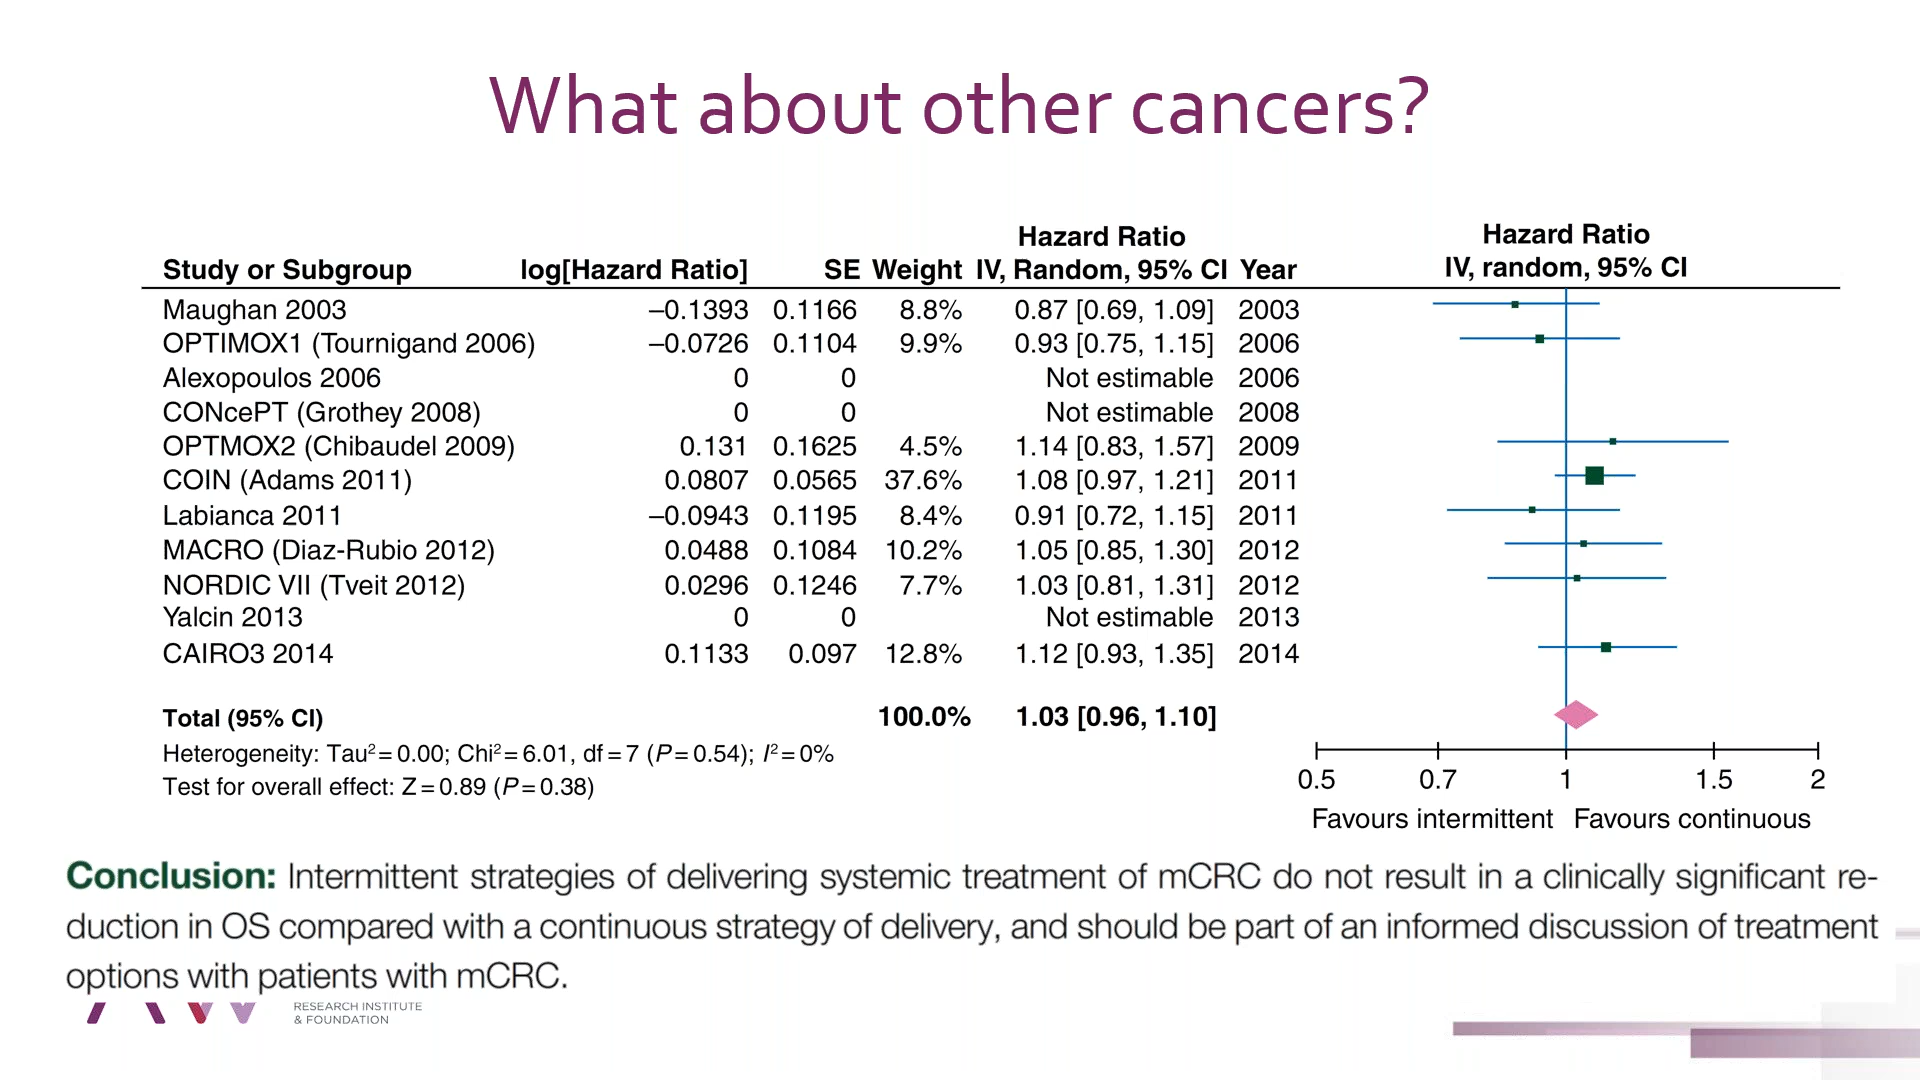 What about other cancers?
Hazard Ratio Hazard Ratio
Study or Subgroup log[Hazard Ratio] SE Weight IV, Random, 95% CI Year IV, random, 95% CI
Maughan 2003 –0.1393 0.1166 8.8% 0.87 [0.69, 1.09] 2003
OPTIMOX1 (Tournigand 2006) –0.0726 0.1104 9.9% 0.93 [0.75, 1.15] 2006
Alexopoulos 2006 0 0 Not estimable 2006
CONcePT (Grothey 2008) 0 0 Not estimable 2008
OPTMOX2 (Chibaudel 2009) 0.131 0.1625 4.5% 1.14 [0.83, 1.57] 2009
COIN (Adams 2011) 0.0807 0.0565 37.6% 1.08 [0.97, 1.21] 2011
Labianca 2011 –0.0943 0.1195 8.4% 0.91 [0.72, 1.15] 2011
MACRO (Diaz-Rubio 2012) 0.0488 0.1084 10.2% 1.05 [0.85, 1.30] 2012
NORDIC VII (Tveit 2012) 0.0296 0.1246 7.7% 1.03 [0.81, 1.31] 2012
Yalcin 2013 0 0 Not estimable 2013
CAIRO3 2014 0.1133 0.097 12.8% 1.12 [0.93, 1.35] 2014
Total (95% CI) 100.0% 1.03 [0.96, 1.10]
Heterogeneity: Tau² = 0.00; Chi² = 6.01, df = 7 (P = 0.54); I² = 0%
Test for overall effect: Z = 0.89 (P = 0.38)
0.5 0.7 1 1.5 2
Favours intermittent Favours continuous
Conclusion: Intermittent strategies of delivering systemic treatment of mCRC do not result in a clinically significant re-
duction in OS compared with a continuous strategy of delivery, and should be part of an informed discussion of treatment
options with patients with mCRC.
RESEARCH INSTITUTE
& FOUNDATION